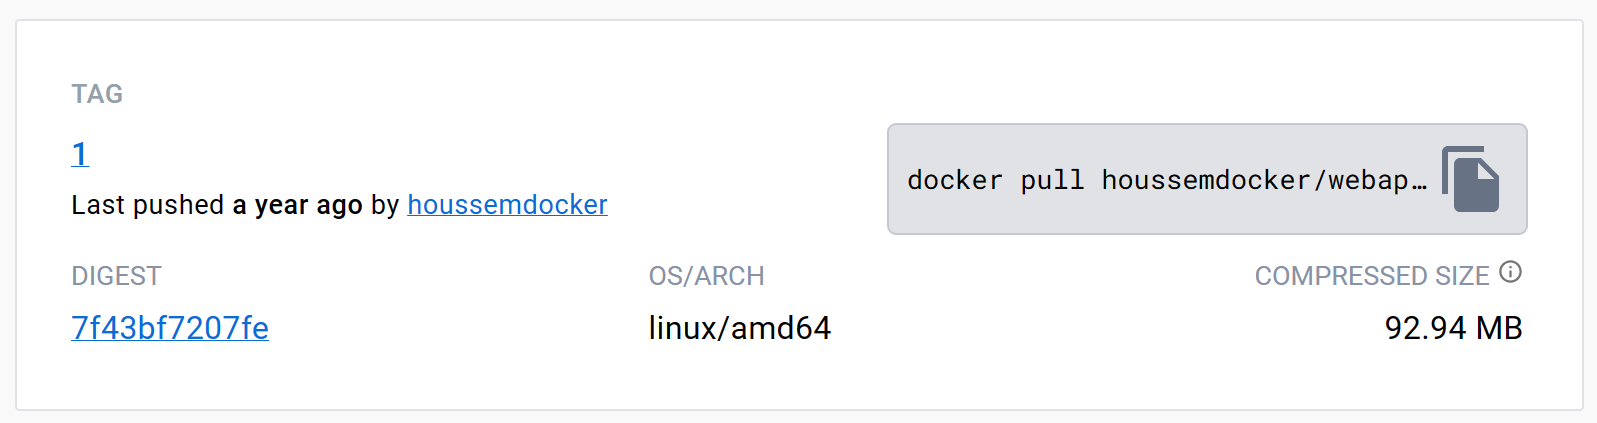 TAG
1
Last pushed a year ago by houssemdocker
docker pull houssemdocker/webap…
DIGEST
OS/ARCH
COMPRESSED SIZE
7f43bf7207fe
linux/amd64
92.94 MB